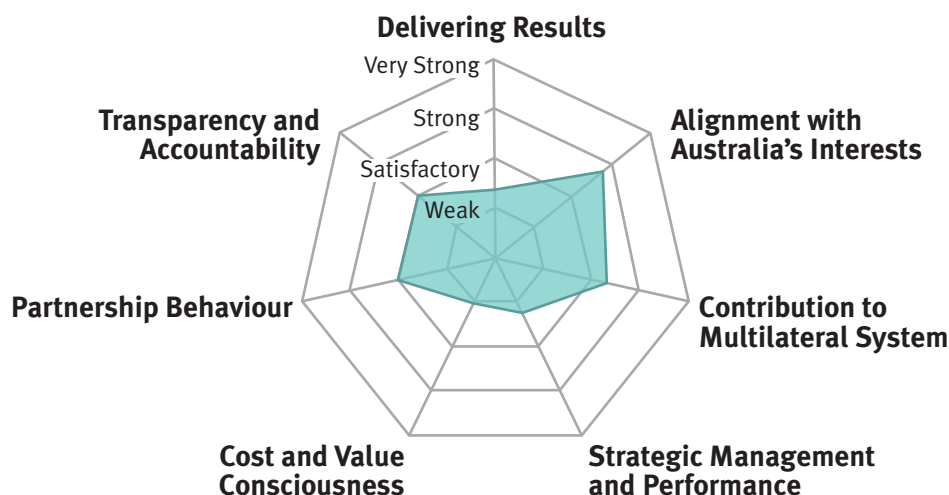 Delivering Results
Very Strong
Strong
Satisfactory
Weak
Transparency and
Accountability
Alignment with
Australia’s Interests
Partnership Behaviour
Contribution to
Multilateral System
Cost and Value
Consciousness
Strategic Management
and Performance